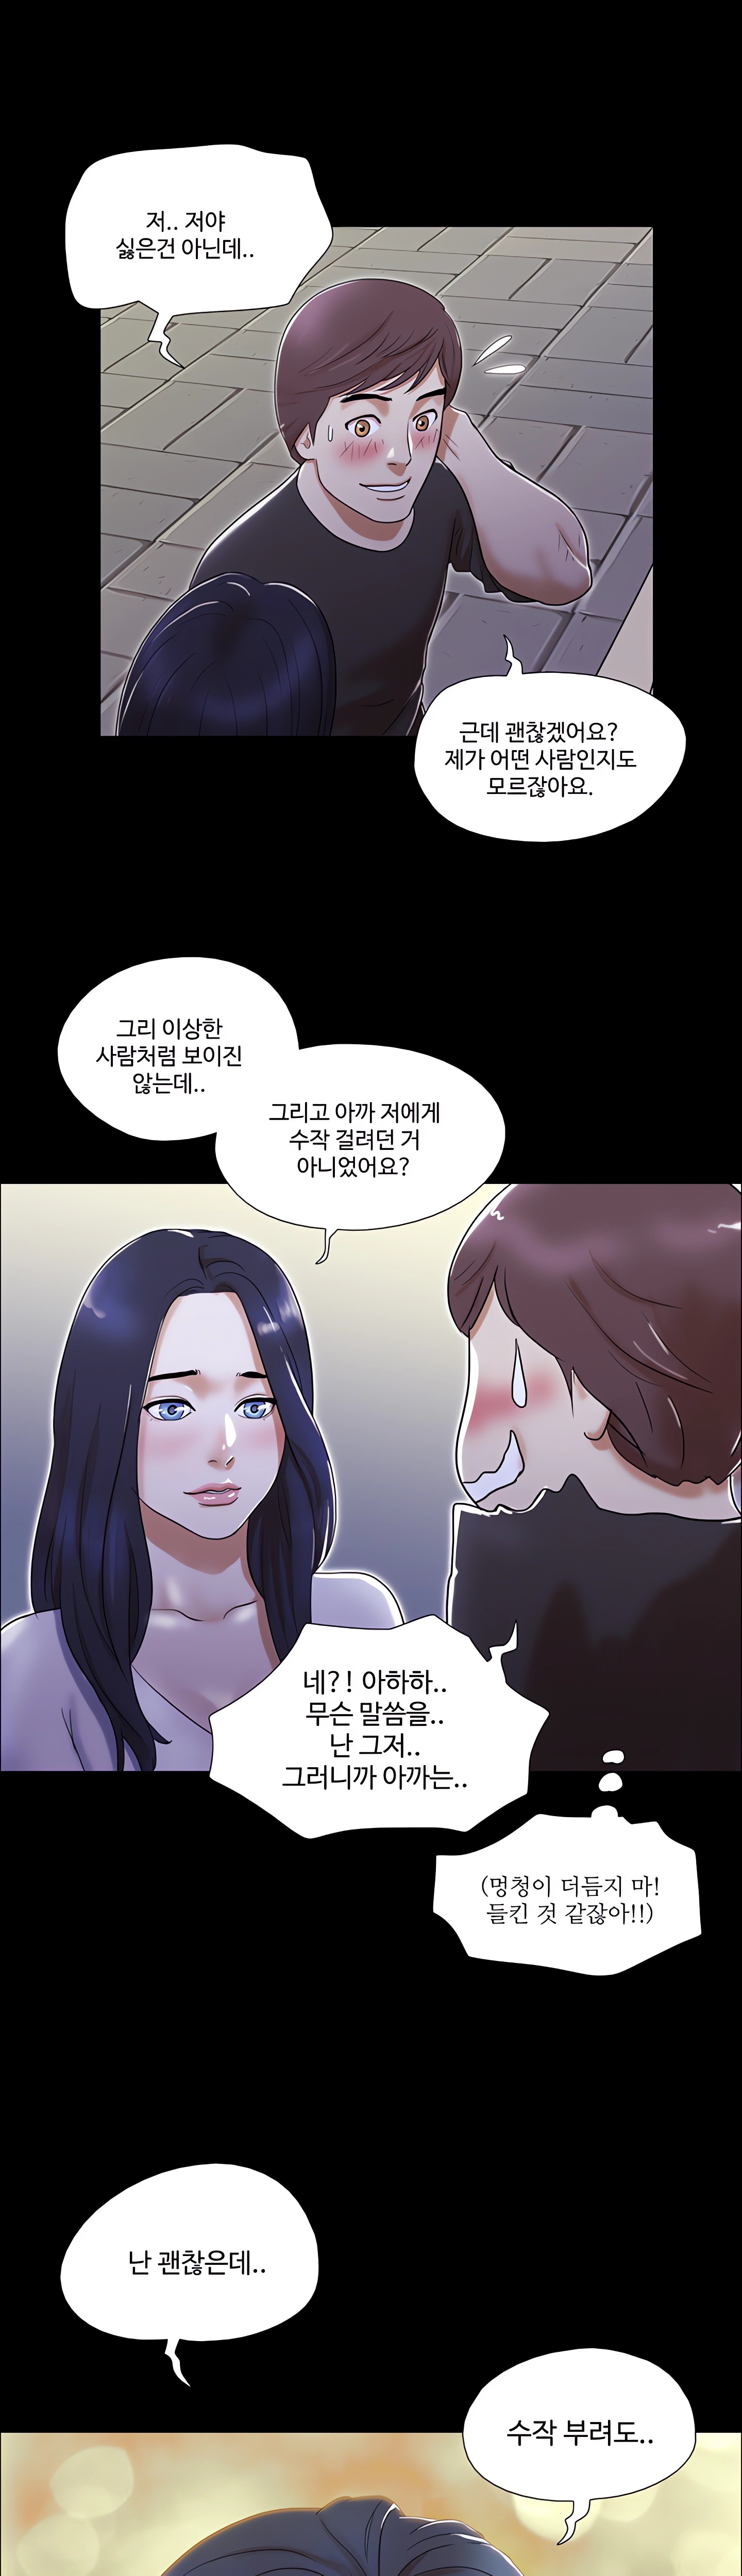 저.. 저야
싫은건 아닌데..
근데 괜찮겠어요?
제가 어떤 사람인지도
모르잖아요.
그리 이상한
사람처럼 보이진
않는데..
그리고 아까 저에게
수작 걸려던 거
아니었어요?
네?! 아하하..
무슨 말씀을..
난 그저..
그러니까 아까는..
(멍청이 더듬지 마!
들킨 것 같잖아!!)
난 괜찮은데..
수작 부려도..